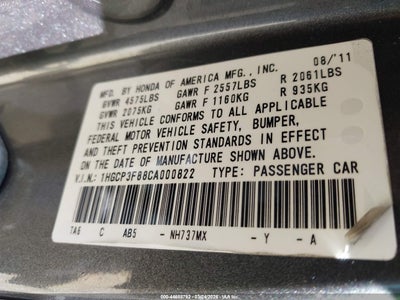 MFD. BY HONDA OF AMERICA MFG., INC. 08/'11
GVWR 4575LBS GAWR F 2557LBS R 2061LBS
GVWR 2075KG GAWR F 1160KG R 935KG
THIS VEHICLE CONFORMS TO ALL APPLICABLE
FEDERAL MOTOR VEHICLE SAFETY, BUMPER,
AND THEFT PREVENTION STANDARDS IN EFFECT
ON THE DATE OF MANUFACTURE SHOWN ABOVE.
V.I.N.: 1HGCP3F88CA000822 TYPE: PASSENGER CAR
TA6 C AB5 - NH737MX - Y - A